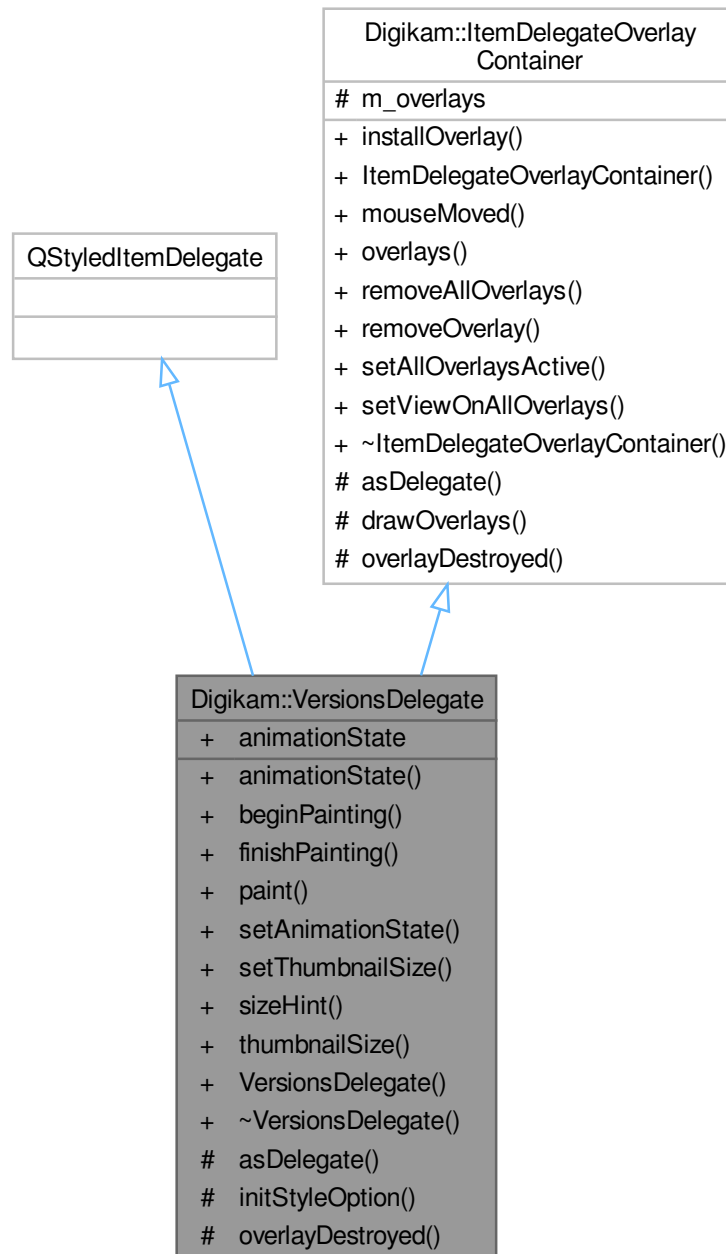 Digikam::ItemDelegateOverlay
Container
# m_overlays
+ installOverlay()
+ ItemDelegateOverlayContainer()
+ mouseMoved()
+ overlays()
+ removeAllOverlays()
+ removeOverlay()
+ setAllOverlaysActive()
+ setViewOnAllOverlays()
+ ~ItemDelegateOverlayContainer()
# asDelegate()
# drawOverlays()
# overlayDestroyed()
QStyledItemDelegate
Digikam::VersionsDelegate
+ animationState
+ animationState()
+ beginPainting()
+ finishPainting()
+ paint()
+ setAnimationState()
+ setThumbnailSize()
+ sizeHint()
+ thumbnailSize()
+ VersionsDelegate()
+ ~VersionsDelegate()
# asDelegate()
# initStyleOption()
# overlayDestroyed()